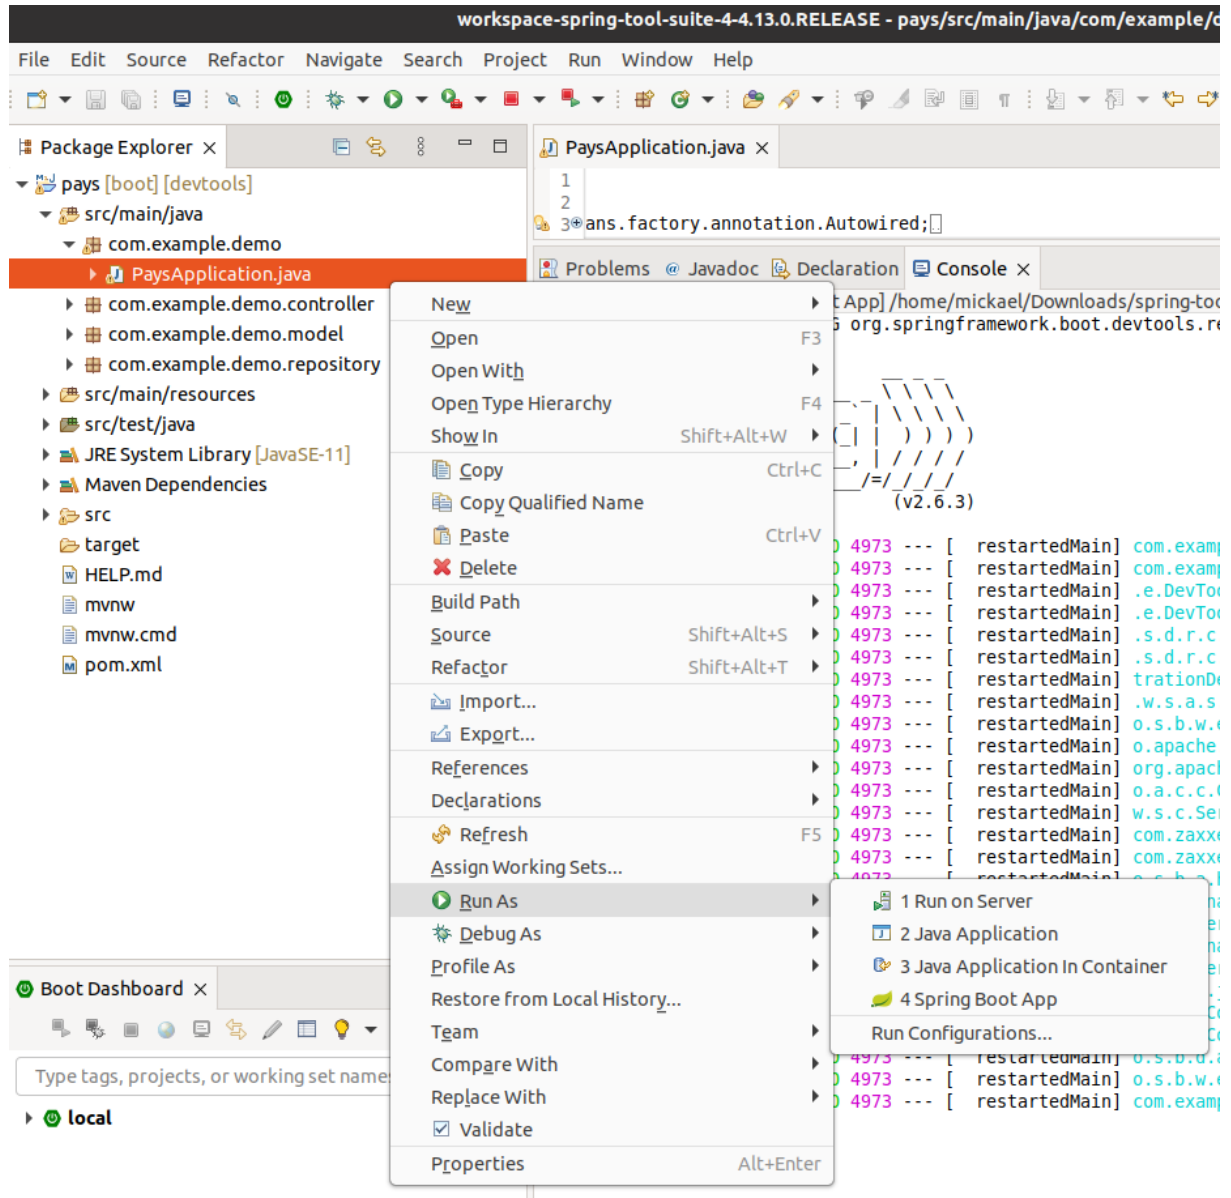 workspace-spring-tool-suite-4-4.13.0.RELEASE - pays/src/main/java/com/example/
File Edit Source Refactor Navigate Search Project Run Window Help
Package Explorer
pays [boot] [devtools]
src/main/java
com.example.demo
PaysApplication.java
com.example.demo.controller
com.example.demo.model
com.example.demo.repository
src/main/resources
src/test/java
JRE System Library [JavaSE-11]
Maven Dependencies
src
target
HELP.md
mvnw
mvnw.cmd
pom.xml
Boot Dashboard
Type tags, projects, or working set name
local
PaysApplication.java
1
2
3 ans.factory.annotation.Autowired;
Problems @ Javadoc Declaration Console
t App] /home/mickael/Downloads/spring-too
G org.springframework.boot.devtools.re
(v2.6.3)
4973 --- [ restartedMain] com.examp
4973 --- [ restartedMain] com.examp
4973 --- [ restartedMain] .e.DevToo
4973 --- [ restartedMain] .e.DevToo
4973 --- [ restartedMain] .s.d.r.c
4973 --- [ restartedMain] .s.d.r.c
4973 --- [ restartedMain] trationDe
4973 --- [ restartedMain] .w.s.a.s
4973 --- [ restartedMain] o.s.b.w.e
4973 --- [ restartedMain] o.apache
4973 --- [ restartedMain] org.apach
4973 --- [ restartedMain] o.a.c.c.C
4973 --- [ restartedMain] w.s.c.Ser
4973 --- [ restartedMain] com.zaxxe
4973 --- [ restartedMain] com.zaxxe
4973 --- [ restartedMain] o.s.b.d.a
4973 --- [ restartedMain] o.s.b.w.e
4973 --- [ restartedMain] com.examp
New
Open F3
Open With
Open Type Hierarchy F4
Show In Shift+Alt+W
Copy Ctrl+C
Copy Qualified Name
Paste Ctrl+V
Delete
Build Path
Source Shift+Alt+S
Refactor Shift+Alt+T
Import...
Export...
References
Declarations
Refresh F5
Assign Working Sets...
Run As
Debug As
Profile As
Restore from Local History...
Team
Compare With
Replace With
Validate
Properties Alt+Enter
1 Run on Server
2 Java Application
3 Java Application In Container
4 Spring Boot App
Run Configurations...